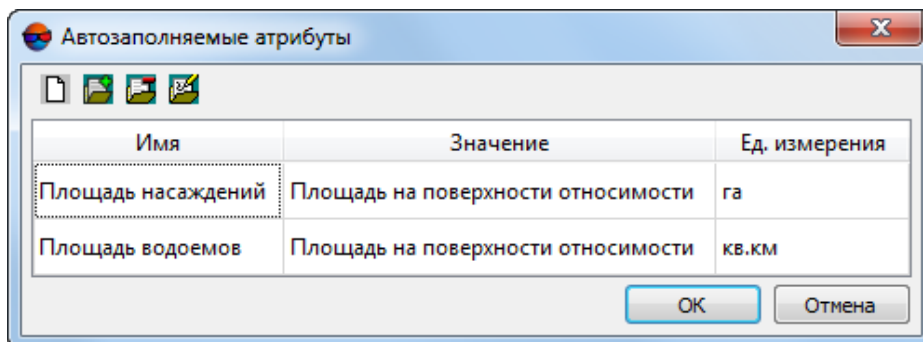 Автозаполняемые атрибуты
Имя Значение Ед. измерения
Площадь насаждений Площадь на поверхности относимости га
Площадь водоемов Площадь на поверхности относимости кв.км
ОК Отмена